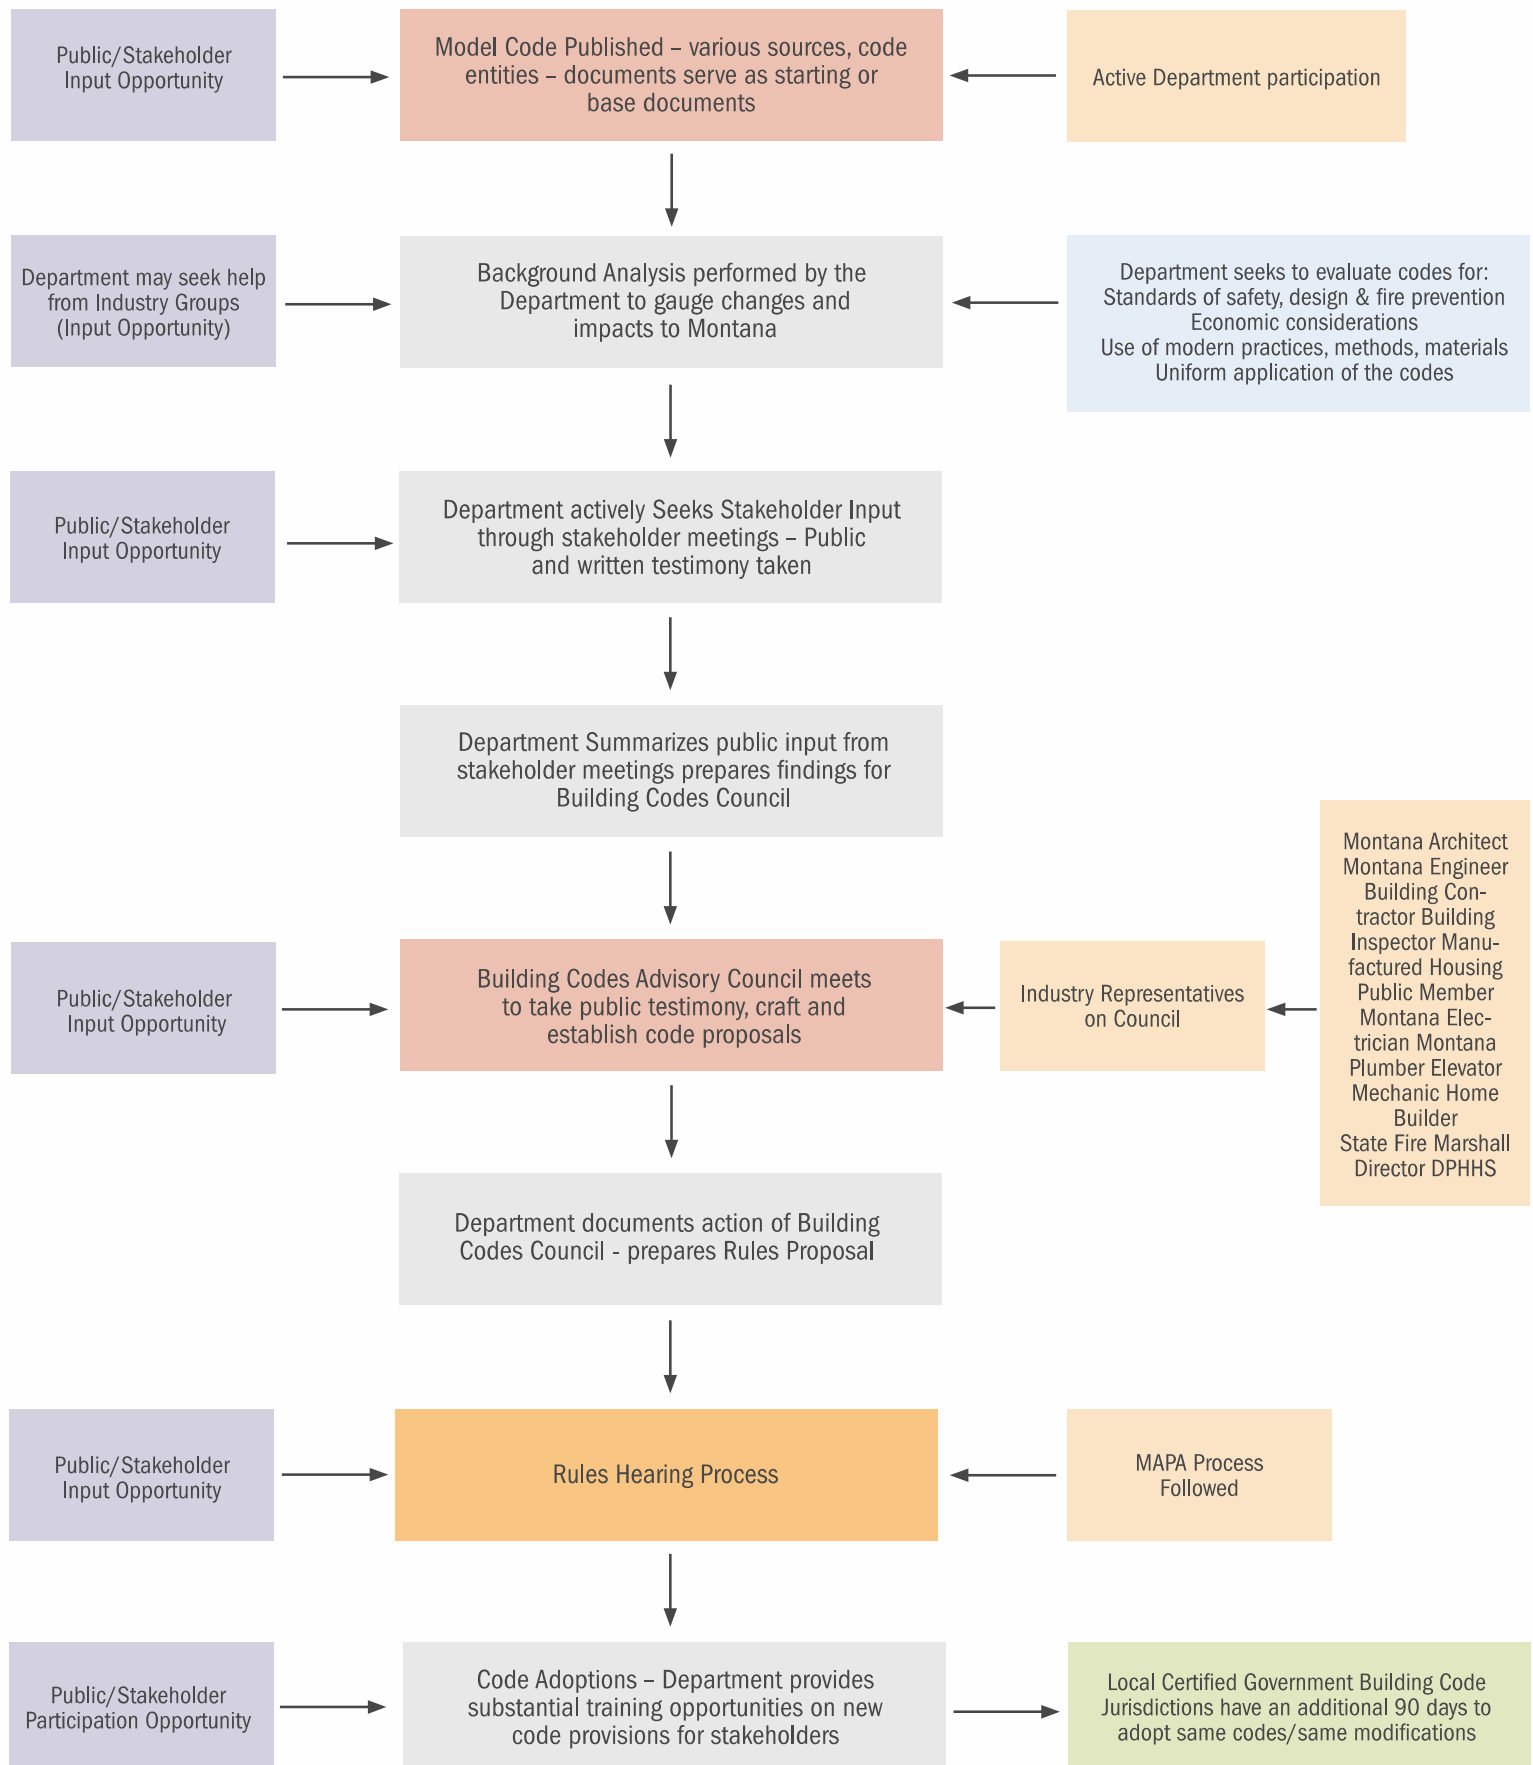 Public/Stakeholder
Input Opportunity
Model Code Published – various sources, code
entities – documents serve as starting or
base documents
Active Department participation
Department may seek help
from Industry Groups
(Input Opportunity)
Background Analysis performed by the
Department to gauge changes and
impacts to Montana
Department seeks to evaluate codes for:
Standards of safety, design & fire prevention
Economic considerations
Use of modern practices, methods, materials
Uniform application of the codes
Public/Stakeholder
Input Opportunity
Department actively Seeks Stakeholder Input
through stakeholder meetings – Public
and written testimony taken
Department Summarizes public input from
stakeholder meetings prepares findings for
Building Codes Council
Public/Stakeholder
Input Opportunity
Building Codes Advisory Council meets
to take public testimony, craft and
establish code proposals
Industry Representatives
on Council
Montana Architect
Montana Engineer
Building Con-
tractor Building
Inspector Manu-
factured Housing
Public Member
Montana Elec-
trician Montana
Plumber Elevator
Mechanic Home
Builder
State Fire Marshall
Director DPHHS
Department documents action of Building
Codes Council - prepares Rules Proposal
Public/Stakeholder
Input Opportunity
Rules Hearing Process
MAPA Process
Followed
Public/Stakeholder
Participation Opportunity
Code Adoptions – Department provides
substantial training opportunities on new
code provisions for stakeholders
Local Certified Government Building Code
Jurisdictions have an additional 90 days to
adopt same codes/same modifications